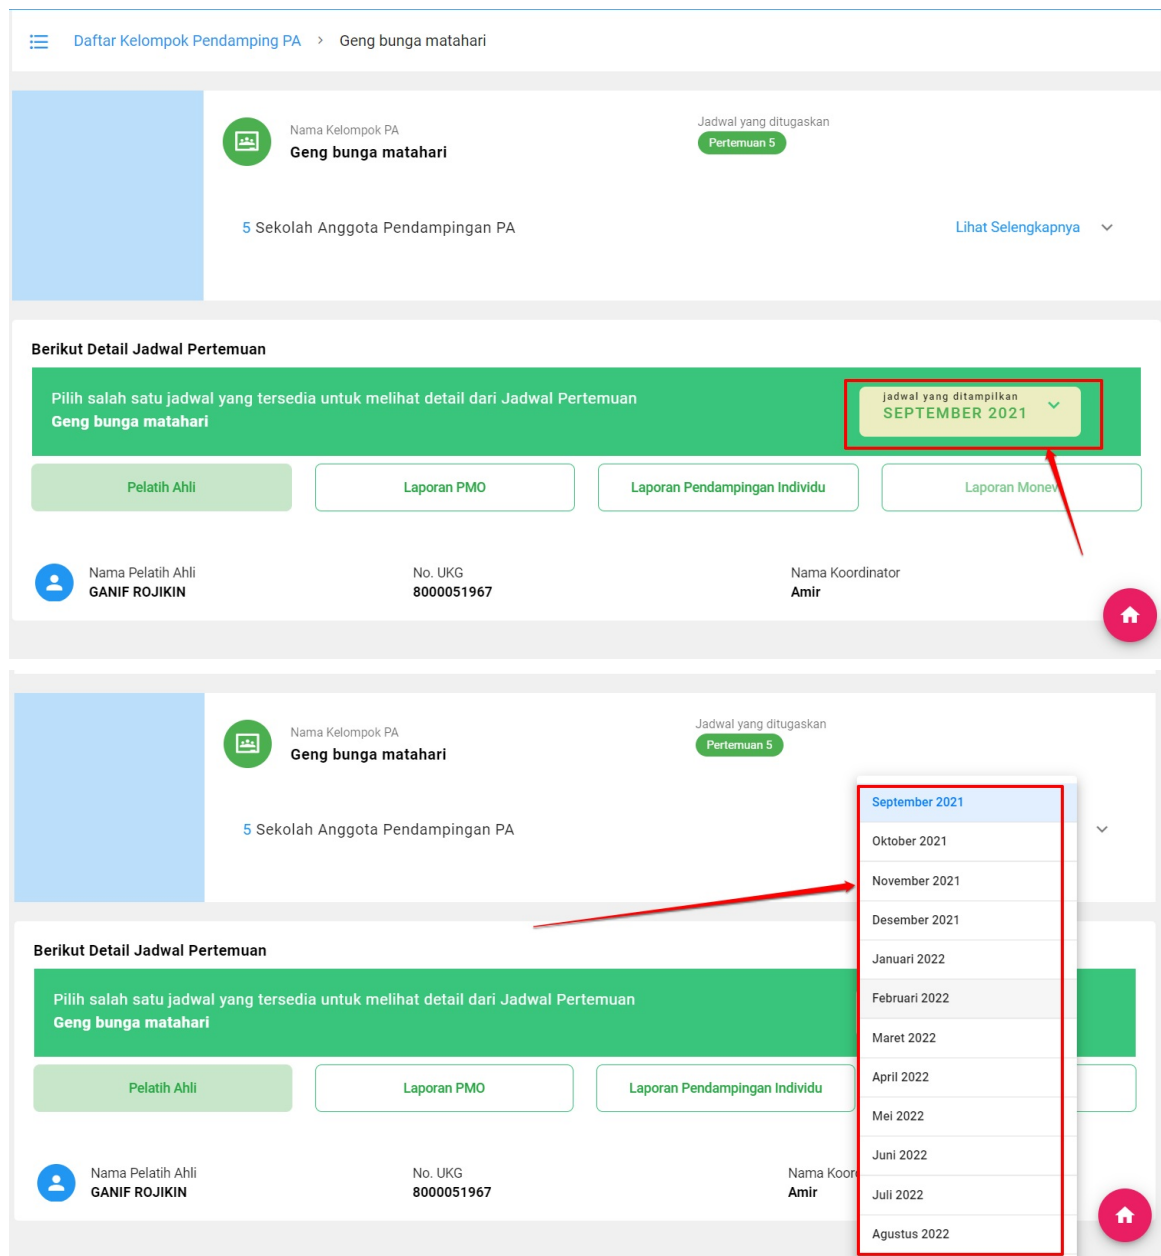 Daftar Kelompok Pendamping PA > Geng bunga matahari
Nama Kelompok PA
Geng bunga matahari
Jadwal yang ditugaskan
Pertemuan 5
5 Sekolah Anggota Pendampingan PA
Lihat Selengkapnya
Berikut Detail Jadwal Pertemuan
Pilih salah satu jadwal yang tersedia untuk melihat detail dari Jadwal Pertemuan
Geng bunga matahari
jadwal yang ditampilkan
SEPTEMBER 2021
Pelatih Ahli
Laporan PMO
Laporan Pendampingan Individu
Laporan Monev
Nama Pelatih Ahli
GANIF ROJIKIN
No. UKG
8000051967
Nama Koordinator
Amir
Nama Kelompok PA
Geng bunga matahari
Jadwal yang ditugaskan
Pertemuan 5
5 Sekolah Anggota Pendampingan PA
Berikut Detail Jadwal Pertemuan
Pilih salah satu jadwal yang tersedia untuk melihat detail dari Jadwal Pertemuan
Geng bunga matahari
September 2021
Oktober 2021
November 2021
Desember 2021
Januari 2022
Februari 2022
Maret 2022
April 2022
Mei 2022
Juni 2022
Juli 2022
Agustus 2022
Pelatih Ahli
Laporan PMO
Laporan Pendampingan Individu
Nama Pelatih Ahli
GANIF ROJIKIN
No. UKG
8000051967
Nama Koor
Amir